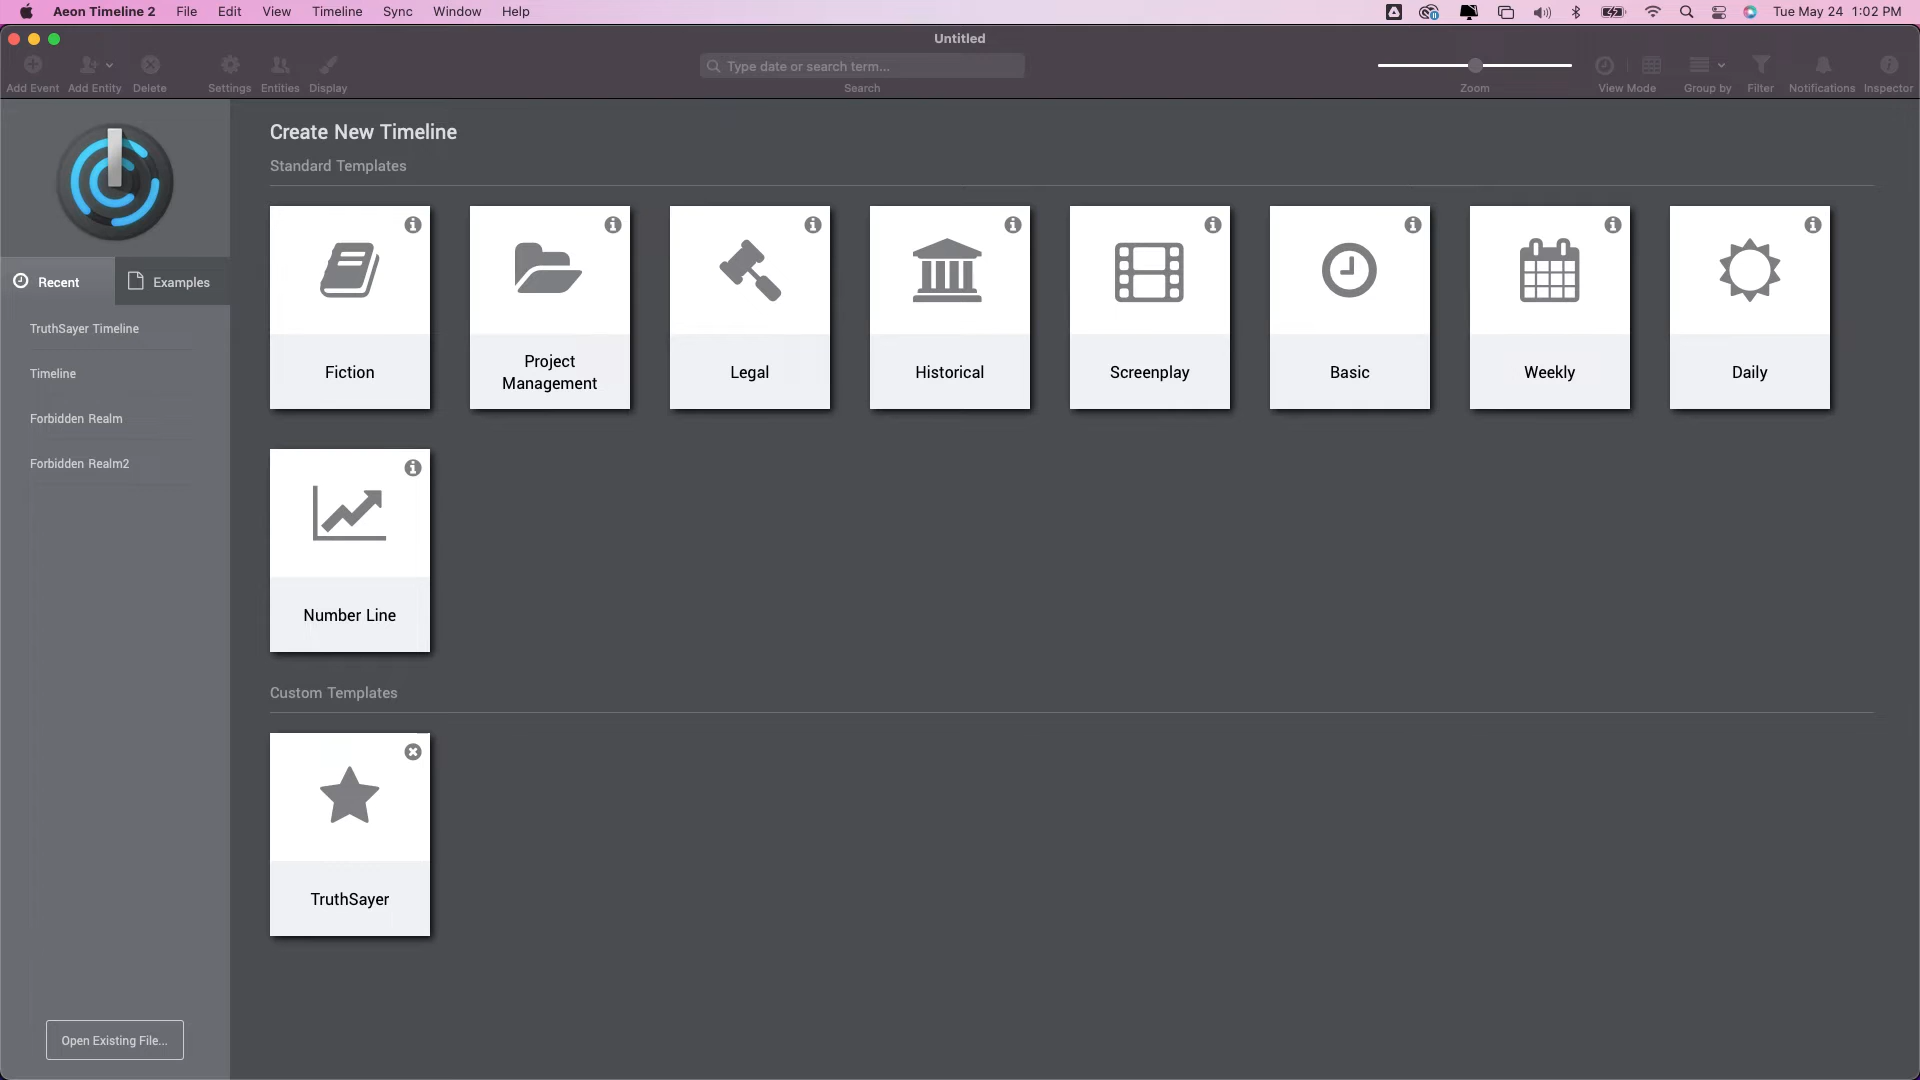 Aeon Timeline 2 File Edit View Timeline Sync Window Help Tue May 24 1:02 PM
Untitled
Type date or search term...
Add Event Add Entity Delete Settings Entities Display Search Zoom View Mode Group by Filter Notifications Inspector
Create New Timeline
Standard Templates
Recent
Examples
TruthSayer Timeline
Timeline
Forbidden Realm
Forbidden Realm2
Open Existing File...
Fiction
Project
Management
Legal
Historical
Screenplay
Basic
Weekly
Daily
Number Line
Custom Templates
TruthSayer